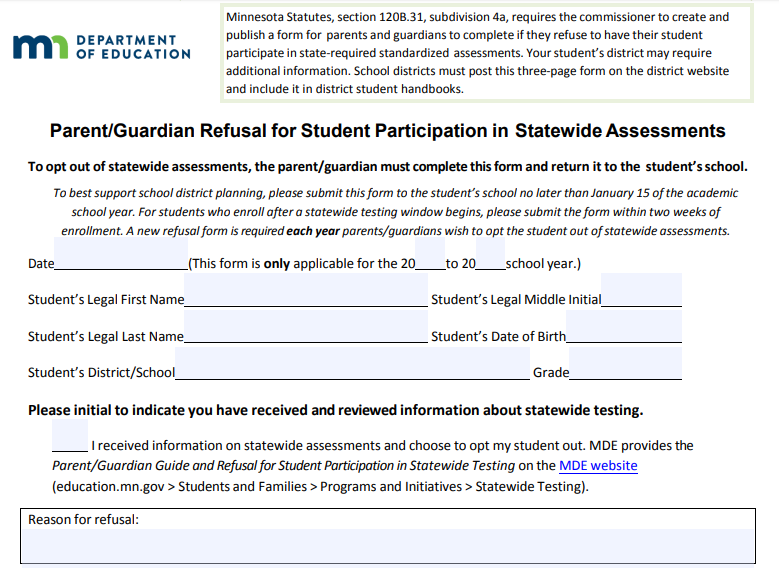 Minnesota Statutes, section 120B.31, subdivision 4a, requires the commissioner to create and
publish a form for parents and guardians to complete if they refuse to have their student
participate in state-required standardized assessments. Your student's district may require
additional information. School districts must post this three-page form on the district website
and include it in district student handbooks.
mn DEPARTMENT
OF EDUCATION
Parent/Guardian Refusal for Student Participation in Statewide Assessments
To opt out of statewide assessments, the parent/guardian must complete this form and return it to the student's school.
To best support school district planning, please submit this form to the student's school no later than January 15 of the academic
school year. For students who enroll after a statewide testing window begins, please submit the form within two weeks of
enrollment. A new refusal form is required each year parents/guardians wish to opt the student out of statewide assessments.
Date (This form is only applicable for the 20 to 20 school year.)
Student's Legal First Name Student's Legal Middle Initial
Student's Legal Last Name Student's Date of Birth
Student's District/School Grade
Please initial to indicate you have received and reviewed information about statewide testing.
I received information on statewide assessments and choose to opt my student out. MDE provides the
Parent/Guardian Guide and Refusal for Student Participation in Statewide Testing on the MDE website
(education.mn.gov > Students and Families > Programs and Initiatives > Statewide Testing).
Reason for refusal: